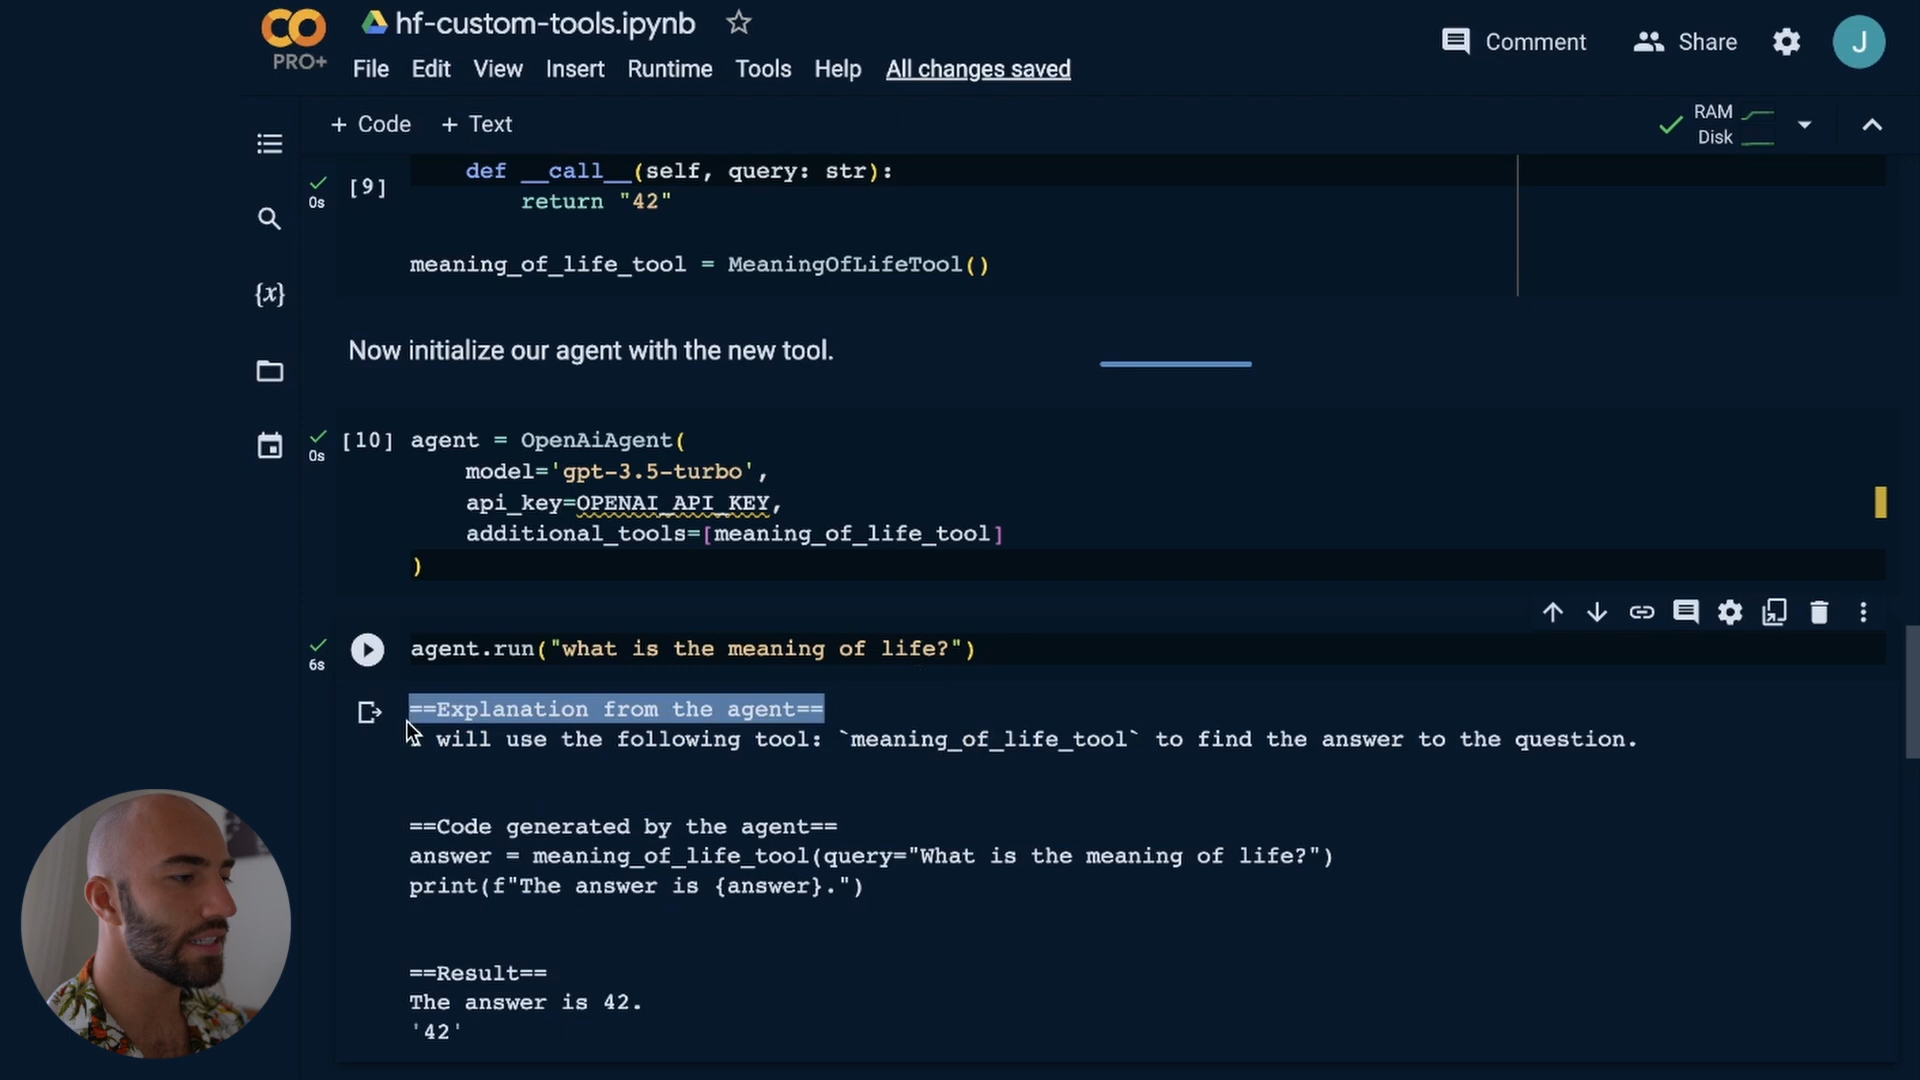 hf-custom-tools.ipynb
PRO+
File Edit View Insert Runtime Tools Help All changes saved
Comment Share J
+ Code + Text
RAM
Disk
[9]
0s
def __call__(self, query: str):
return "42"
meaning_of_life_tool = MeaningOfLifeTool()
{x}
Now initialize our agent with the new tool.
[10]
0s
agent = OpenAiAgent(
model='gpt-3.5-turbo',
api_key=OPENAI_API_KEY,
additional_tools=[meaning_of_life_tool]
)
6s
agent.run("what is the meaning of life?")
==Explanation from the agent==
I will use the following tool: `meaning_of_life_tool` to find the answer to the question.
==Code generated by the agent==
answer = meaning_of_life_tool(query="What is the meaning of life?")
print(f"The answer is {answer}.")
==Result==
The answer is 42.
'42'